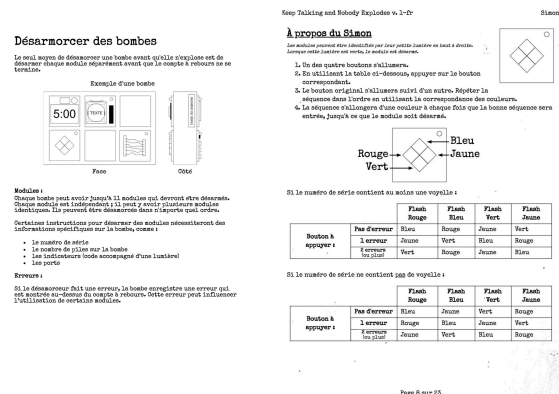 Désarmorcer des bombes
Le seul moyen de désamorcer une bombe avant qu'elle n'explose est de
désarmer chaque module séparément avant que le compte à rebours ne se
termine.
Exemple d'une bombe
5:00
TEXTE
Face
Côté
Modules :
Chaque bombe peut avoir jusqu'à 11 modules qui devront être désarmés.
Chaque module est indépendant ; il peut y avoir plusieurs modules
identiques. Ils peuvent être désamorcés dans n'importe quel ordre.
Certaines instructions pour désarmer des modules nécessiteront des
informations spécifiques sur la bombe, comme :
• le numéro de série
• le nombre de piles sur la bombe
• les indicateurs (code accompagné d'une lumière)
• les ports
Erreurs :
Si le désamorceur fait une erreur, la bombe enregistre une erreur qui
est montrée au-dessus du compte à rebours. Cette erreur peut influencer
l'utilisation de certains modules.
Keep Talking and Nobody Explodes v. 1-fr
Simon
À propos du Simon
Les modules peuvent être identifiés par leur petite lumière en haut à droite.
Lorsque cette lumière est verte, le module est désarmé.
1. Un des quatre boutons s'allumera.
2. En utilisant la table ci-dessous, appuyer sur le bouton
correspondant.
3. Le bouton original s'allumera suivi d'un autre. Répéter la
séquence dans l'ordre en utilisant la correspondance des couleurs.
4. La séquence s'allongera d'une couleur à chaque fois que la bonne séquence sera
entrée, jusqu'à ce que le module soit désarmé.
Bleu
Rouge
Jaune
Vert
Si le numéro de série contient au moins une voyelle :
Flash Rouge
Flash Bleu
Flash Vert
Flash Jaune
Bouton à appuyer :
Pas d'erreur Bleu Rouge Jaune Vert
1 erreur Jaune Vert Bleu Rouge
2 erreurs (ou plus) Vert Rouge Jaune Bleu
Si le numéro de série ne contient pas de voyelle :
Flash Rouge
Flash Bleu
Flash Vert
Flash Jaune
Bouton à appuyer :
Pas d'erreur Bleu Jaune Vert Rouge
1 erreur Rouge Bleu Jaune Vert
2 erreurs (ou plus) Jaune Vert Bleu Rouge
Page 8 sur 23